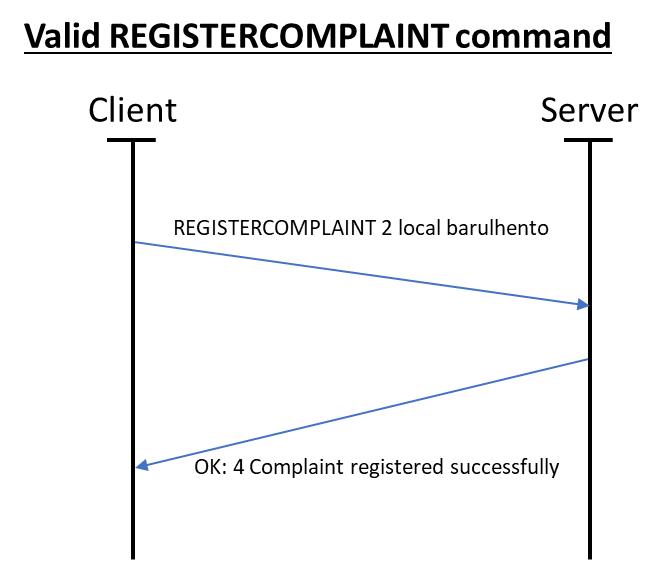 Valid REGISTERCOMPLAINT command
Client
Server
REGISTERCOMPLAINT 2 local barulhento
OK: 4 Complaint registered successfully